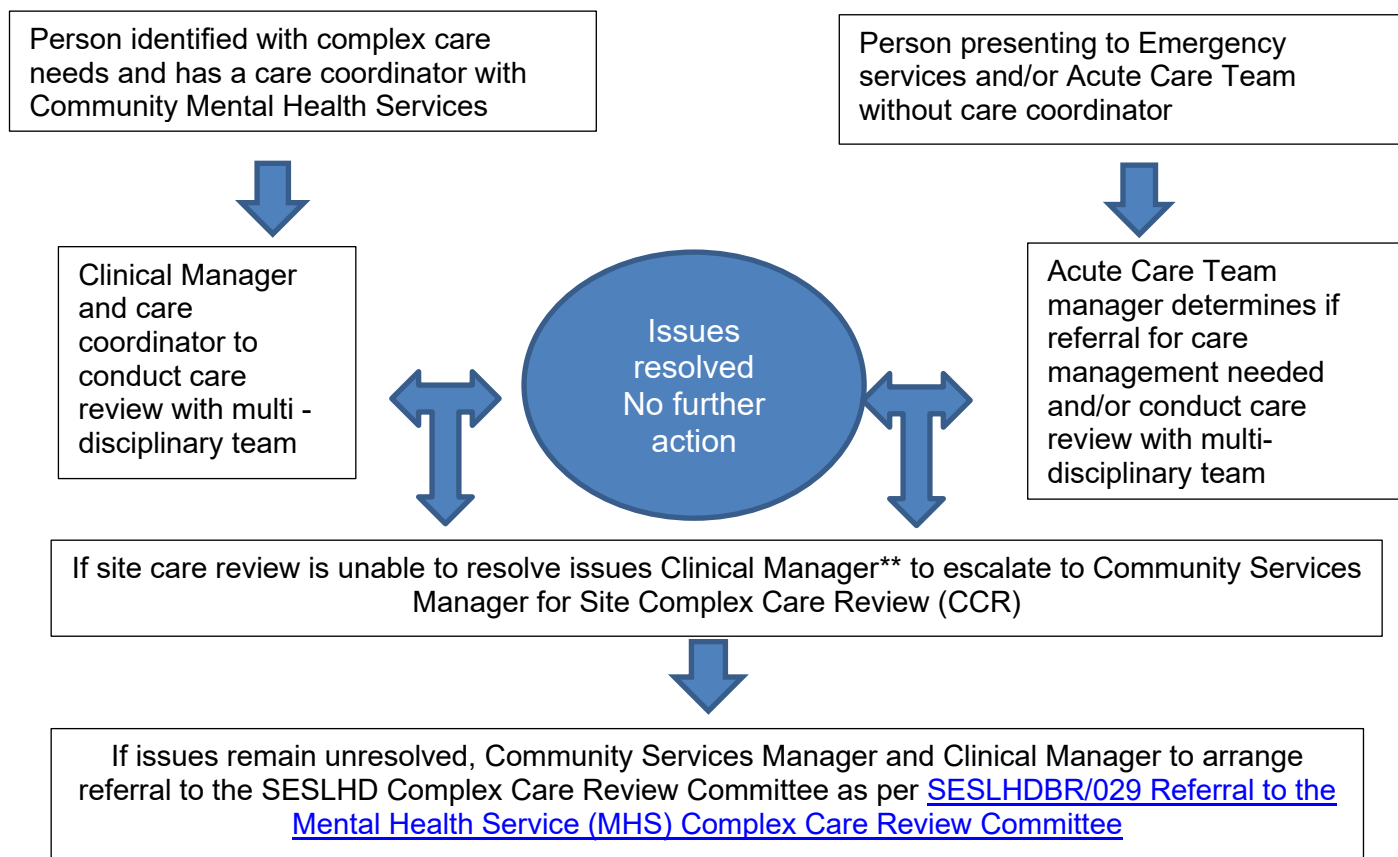 Person identified with complex care
needs and has a care coordinator with
Community Mental Health Services
Person presenting to Emergency
services and/or Acute Care Team
without care coordinator
Clinical Manager
and care
coordinator to
conduct care
review with multi -
disciplinary team
Issues
resolved
No further
action
Acute Care Team
manager determines if
referral for care
management needed
and/or conduct care
review with multi-
disciplinary team
If site care review is unable to resolve issues Clinical Manager** to escalate to Community Services
Manager for Site Complex Care Review (CCR)
If issues remain unresolved, Community Services Manager and Clinical Manager to arrange
referral to the SESLHD Complex Care Review Committee as per SESLHDBR/029 Referral to the
Mental Health Service (MHS) Complex Care Review Committee